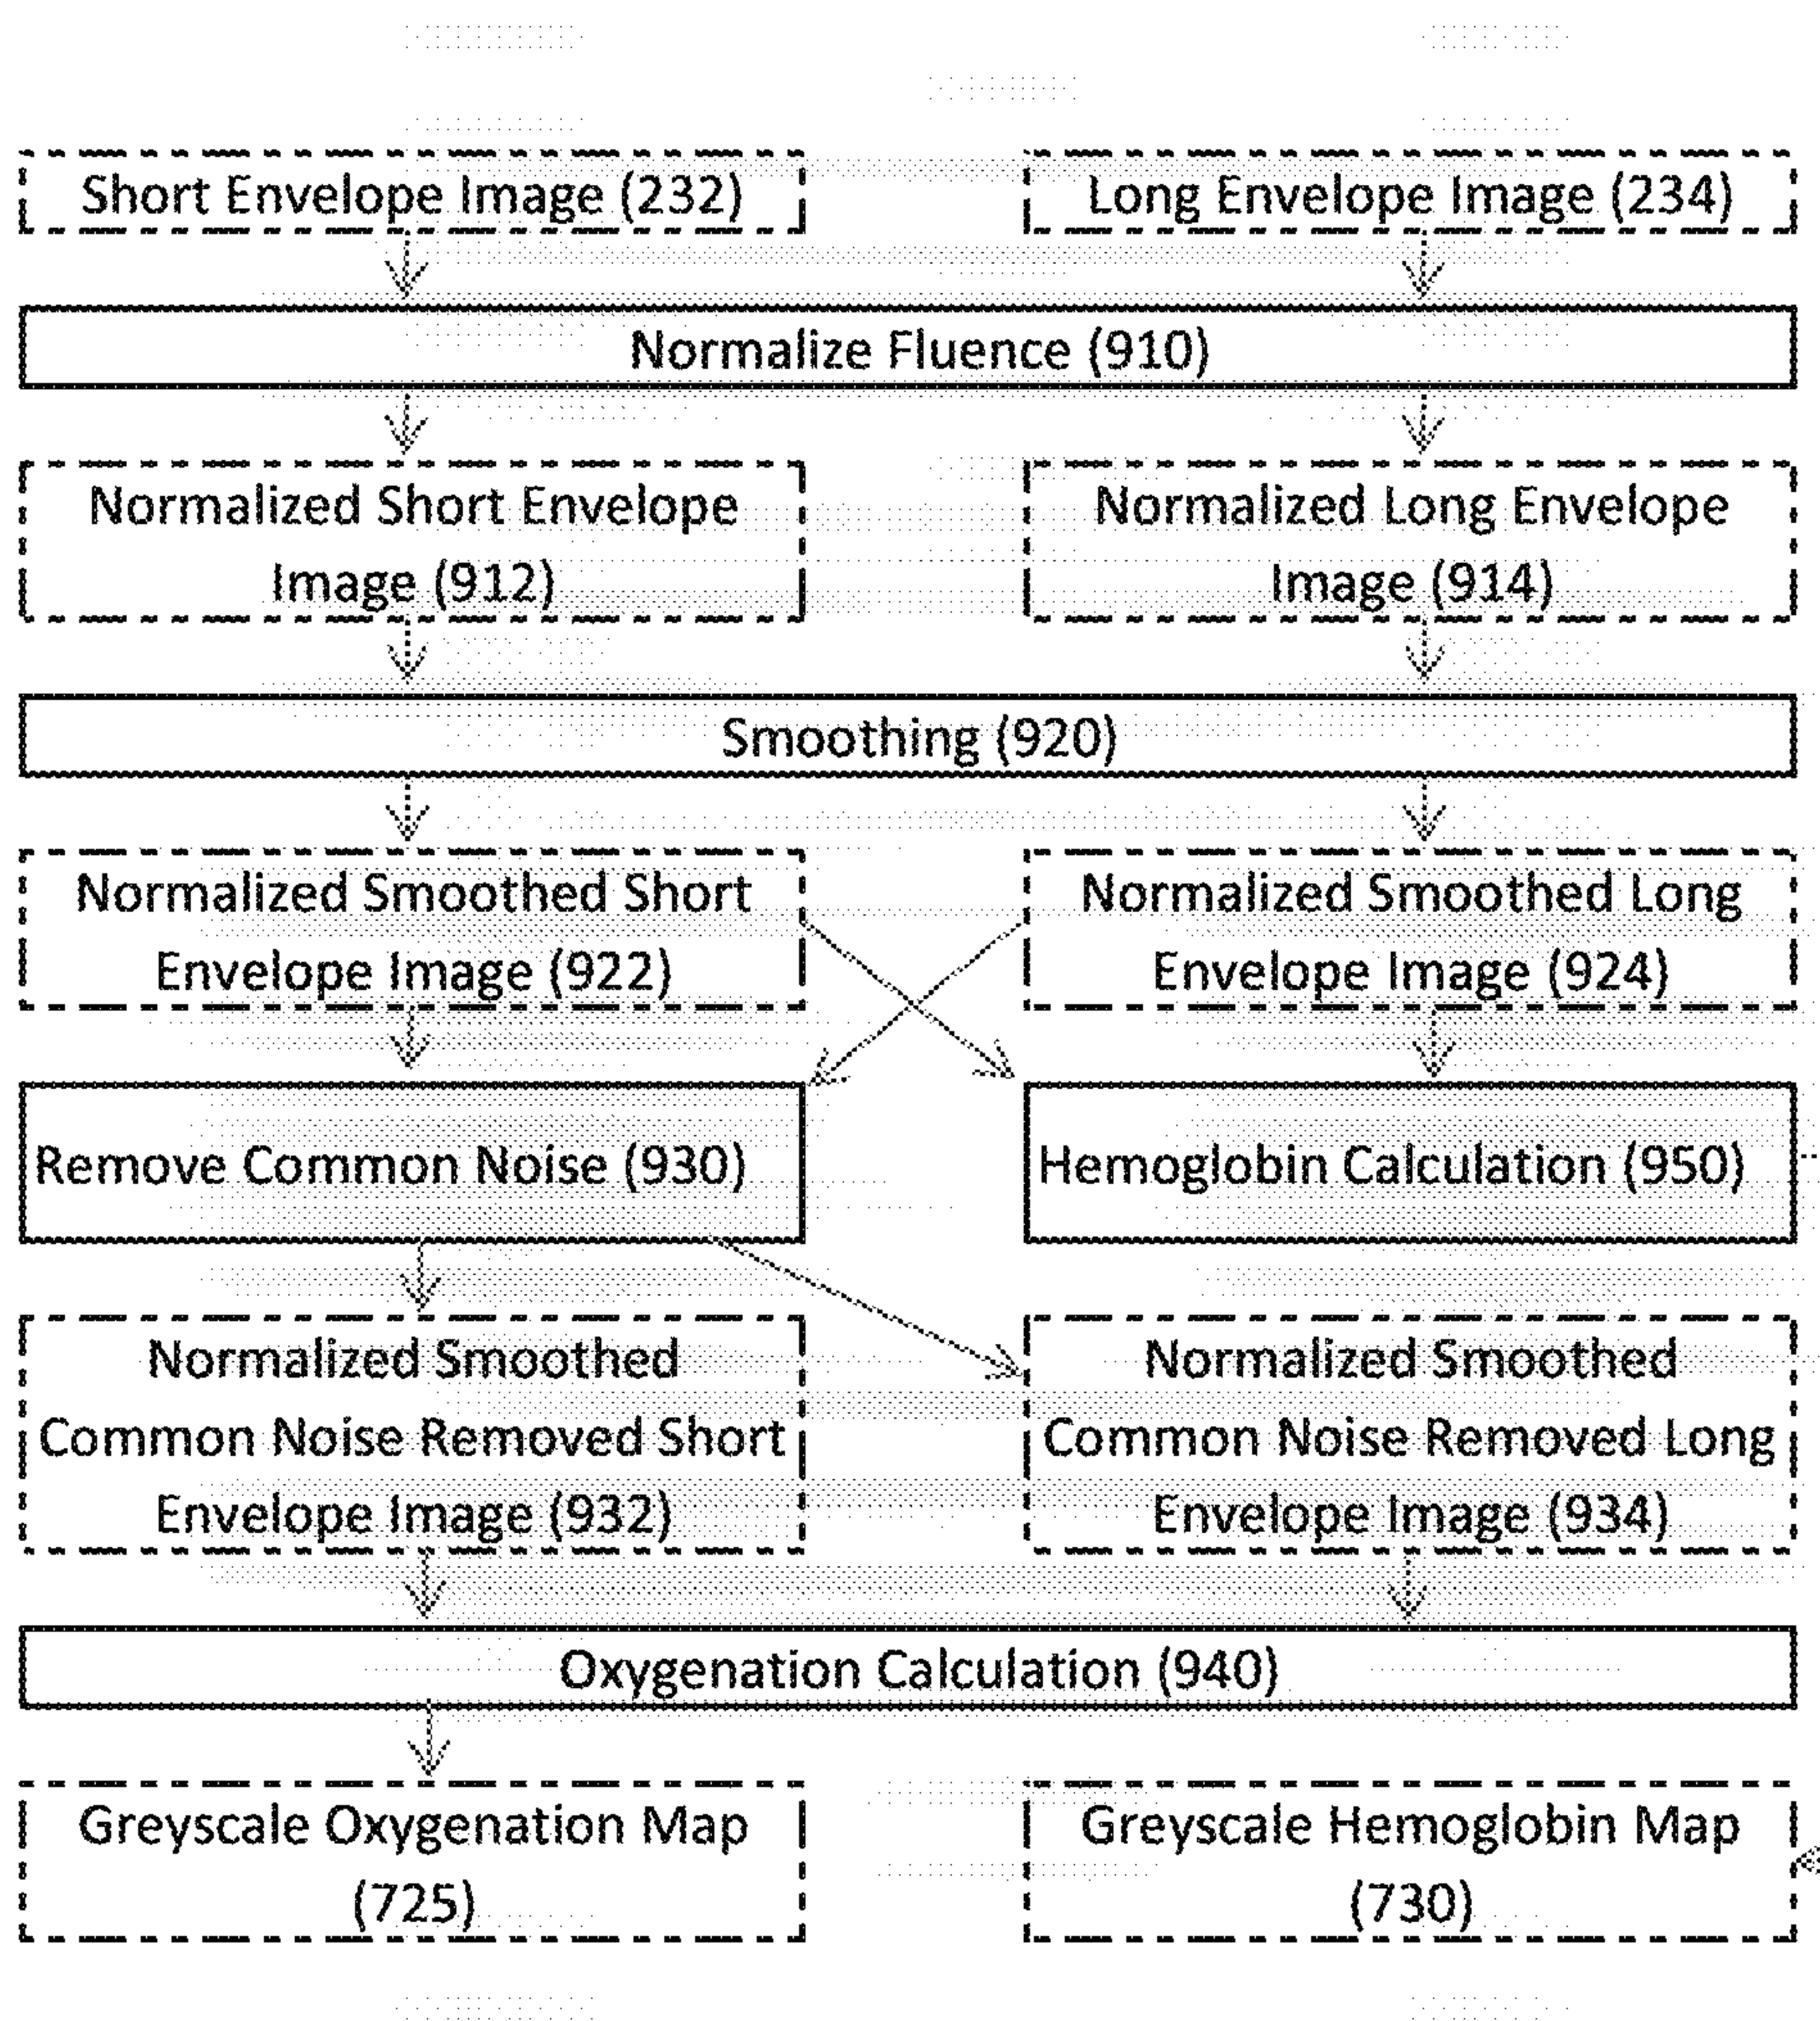 Short Envelope Image (232)
Long Envelope Image (234)
Normalize Fluence (910)
Normalized Short Envelope
Image (912)
Normalized Long Envelope
Image (914)
Smoothing (920)
Normalized Smoothed Short
Envelope Image (922)
Normalized Smoothed Long
Envelope Image (924)
Remove Common Noise (930)
Hemoglobin Calculation (950)
Normalized Smoothed
Common Noise Removed Short
Envelope Image (932)
Normalized Smoothed
Common Noise Removed Long
Envelope Image (934)
Oxygenation Calculation (940)
Greyscale Oxygenation Map
(725)
Greyscale Hemoglobin Map
(730)